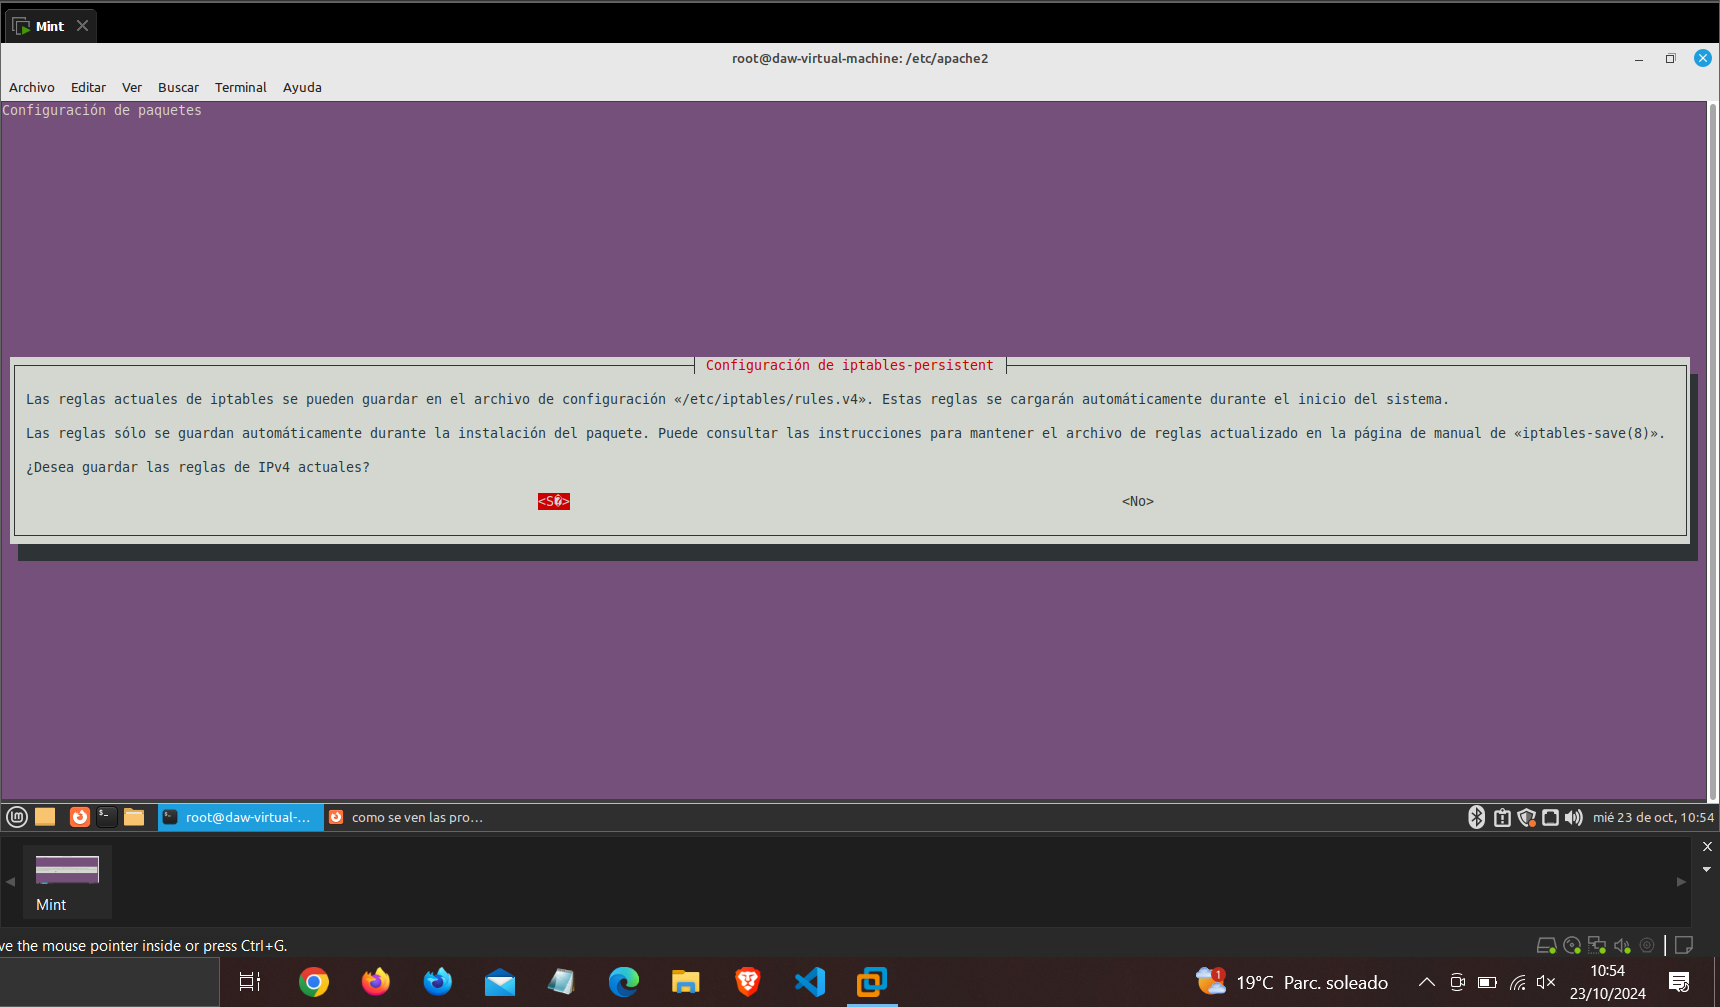 Mint
root@daw-virtual-machine: /etc/apache2
Archivo Editar Ver Buscar Terminal Ayuda
Configuración de paquetes
Configuración de iptables-persistent
Las reglas actuales de iptables se pueden guardar en el archivo de configuración «/etc/iptables/rules.v4». Estas reglas se cargarán automáticamente durante el inicio del sistema.
Las reglas sólo se guardan automáticamente durante la instalación del paquete. Puede consultar las instrucciones para mantener el archivo de reglas actualizado en la página de manual de «iptables-save(8)».
¿Desea guardar las reglas de IPv4 actuales?
<S�> <No>
root@daw-virtual-... como se ven las pro... mié 23 de oct, 10:54
Mint
ve the mouse pointer inside or press Ctrl+G.
1 19°C Parc. soleado
10:54
23/10/2024